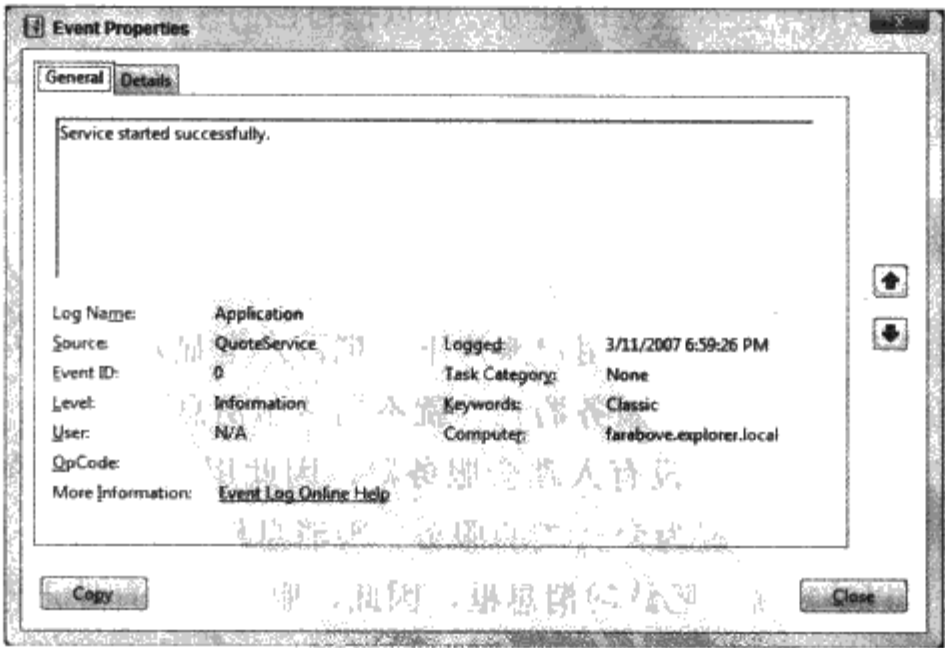 Event Properties
General Details
Service started successfully.
Log Name: Application
Source: QuoteService Logged: 3/11/2007 6:59:26 PM
Event ID: 0 Task Category: None
Level: Information Keywords: Classic
User: N/A Computer: farabove.explorer.local
OpCode:
More Information: Event Log Online Help
Copy Close